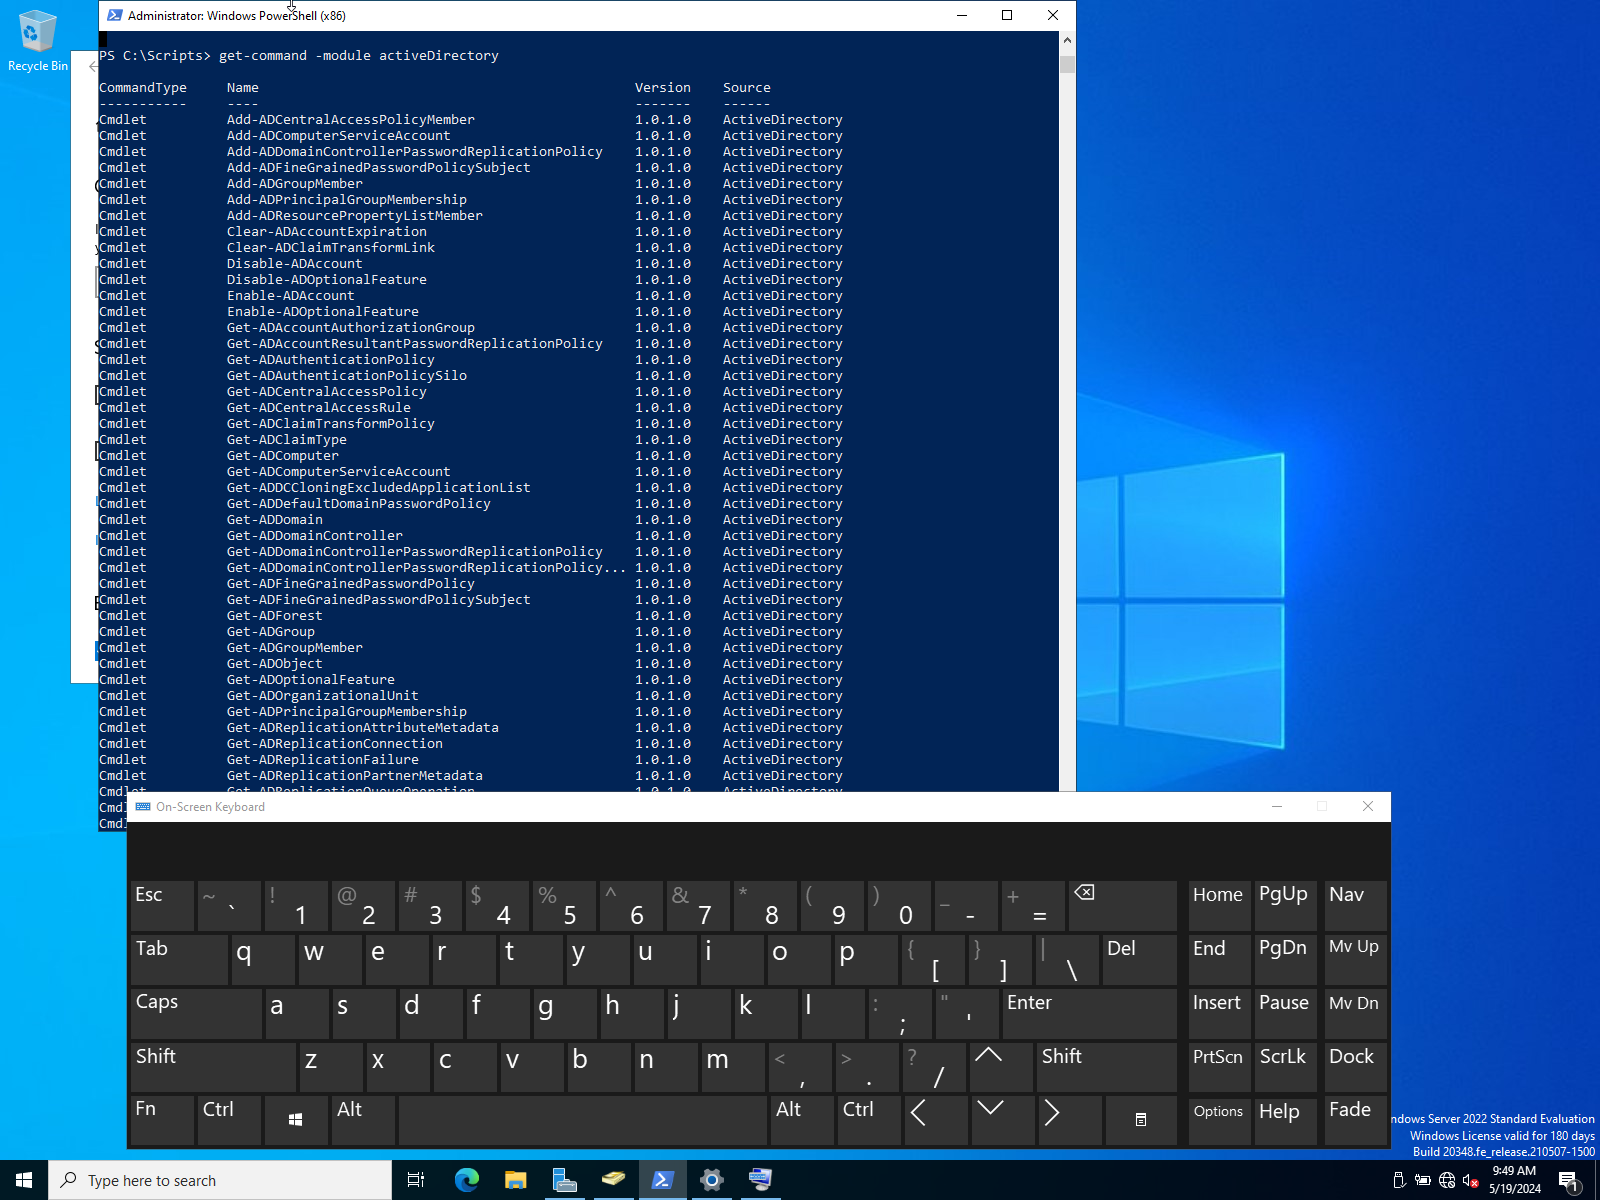 Recycle Bin
Administrator: Windows PowerShell (x86)
PS C:\Scripts> get-command -module activeDirectory
CommandType Name Version Source
----------- ---- ------- ------
Cmdlet Add-ADCentralAccessPolicyMember 1.0.1.0 ActiveDirectory
Cmdlet Add-ADComputerServiceAccount 1.0.1.0 ActiveDirectory
Cmdlet Add-ADDomainControllerPasswordReplicationPolicy 1.0.1.0 ActiveDirectory
Cmdlet Add-ADFineGrainedPasswordPolicySubject 1.0.1.0 ActiveDirectory
Cmdlet Add-ADGroupMember 1.0.1.0 ActiveDirectory
Cmdlet Add-ADPrincipalGroupMembership 1.0.1.0 ActiveDirectory
Cmdlet Add-ADResourcePropertyListMember 1.0.1.0 ActiveDirectory
Cmdlet Clear-ADAccountExpiration 1.0.1.0 ActiveDirectory
Cmdlet Clear-ADClaimTransformLink 1.0.1.0 ActiveDirectory
Cmdlet Disable-ADAccount 1.0.1.0 ActiveDirectory
Cmdlet Disable-ADOptionalFeature 1.0.1.0 ActiveDirectory
Cmdlet Enable-ADAccount 1.0.1.0 ActiveDirectory
Cmdlet Enable-ADOptionalFeature 1.0.1.0 ActiveDirectory
Cmdlet Get-ADAccountAuthorizationGroup 1.0.1.0 ActiveDirectory
Cmdlet Get-ADAccountResultantPasswordReplicationPolicy 1.0.1.0 ActiveDirectory
Cmdlet Get-ADAuthenticationPolicy 1.0.1.0 ActiveDirectory
Cmdlet Get-ADAuthenticationPolicySilo 1.0.1.0 ActiveDirectory
Cmdlet Get-ADCentralAccessPolicy 1.0.1.0 ActiveDirectory
Cmdlet Get-ADCentralAccessRule 1.0.1.0 ActiveDirectory
Cmdlet Get-ADClaimTransformPolicy 1.0.1.0 ActiveDirectory
Cmdlet Get-ADClaimType 1.0.1.0 ActiveDirectory
Cmdlet Get-ADComputer 1.0.1.0 ActiveDirectory
Cmdlet Get-ADComputerServiceAccount 1.0.1.0 ActiveDirectory
Cmdlet Get-ADDCCloningExcludedApplicationList 1.0.1.0 ActiveDirectory
Cmdlet Get-ADDefaultDomainPasswordPolicy 1.0.1.0 ActiveDirectory
Cmdlet Get-ADDomain 1.0.1.0 ActiveDirectory
Cmdlet Get-ADDomainController 1.0.1.0 ActiveDirectory
Cmdlet Get-ADDomainControllerPasswordReplicationPolicy 1.0.1.0 ActiveDirectory
Cmdlet Get-ADDomainControllerPasswordReplicationPolicy... 1.0.1.0 ActiveDirectory
Cmdlet Get-ADFineGrainedPasswordPolicy 1.0.1.0 ActiveDirectory
Cmdlet Get-ADFineGrainedPasswordPolicySubject 1.0.1.0 ActiveDirectory
Cmdlet Get-ADForest 1.0.1.0 ActiveDirectory
Cmdlet Get-ADGroup 1.0.1.0 ActiveDirectory
Cmdlet Get-ADGroupMember 1.0.1.0 ActiveDirectory
Cmdlet Get-ADObject 1.0.1.0 ActiveDirectory
Cmdlet Get-ADOptionalFeature 1.0.1.0 ActiveDirectory
Cmdlet Get-ADOrganizationalUnit 1.0.1.0 ActiveDirectory
Cmdlet Get-ADPrincipalGroupMembership 1.0.1.0 ActiveDirectory
Cmdlet Get-ADReplicationAttributeMetadata 1.0.1.0 ActiveDirectory
Cmdlet Get-ADReplicationConnection 1.0.1.0 ActiveDirectory
Cmdlet Get-ADReplicationFailure 1.0.1.0 ActiveDirectory
Cmdlet Get-ADReplicationPartnerMetadata 1.0.1.0 ActiveDirectory
Cmdlet Get-ADReplicationQueueOperation 1.0.1.0 ActiveDirectory
On-Screen Keyboard
Esc ~ ` ! 1 @ 2 # 3 $ 4 % 5 ^ 6 & 7 * 8 ( 9 ) 0 _ - + = Home PgUp Nav
Tab q w e r t y u i o p { [ } ] | \ Del End PgDn Mv Up
Caps a s d f g h j k l : ; " ' Enter Insert Pause Mv Dn
Shift z x c v b n m < , > . ? / Shift PrtScn ScrLk Dock
Fn Ctrl Alt Alt Ctrl Options Help Fade
ndows Server 2022 Standard Evaluation
Windows License valid for 180 days
Build 20348.fe_release.210507-1500
Type here to search
9:49 AM
5/19/2024
1